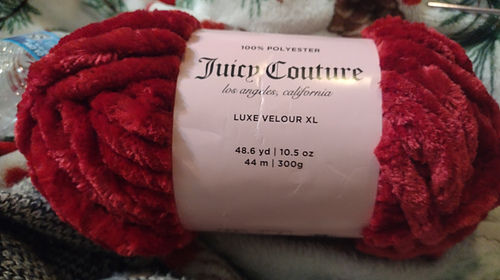 100% POLYESTER
Juicy Couture
los angeles, california
LUXE VELOUR XL
48.6 yd | 10.5 oz
44 m | 300g